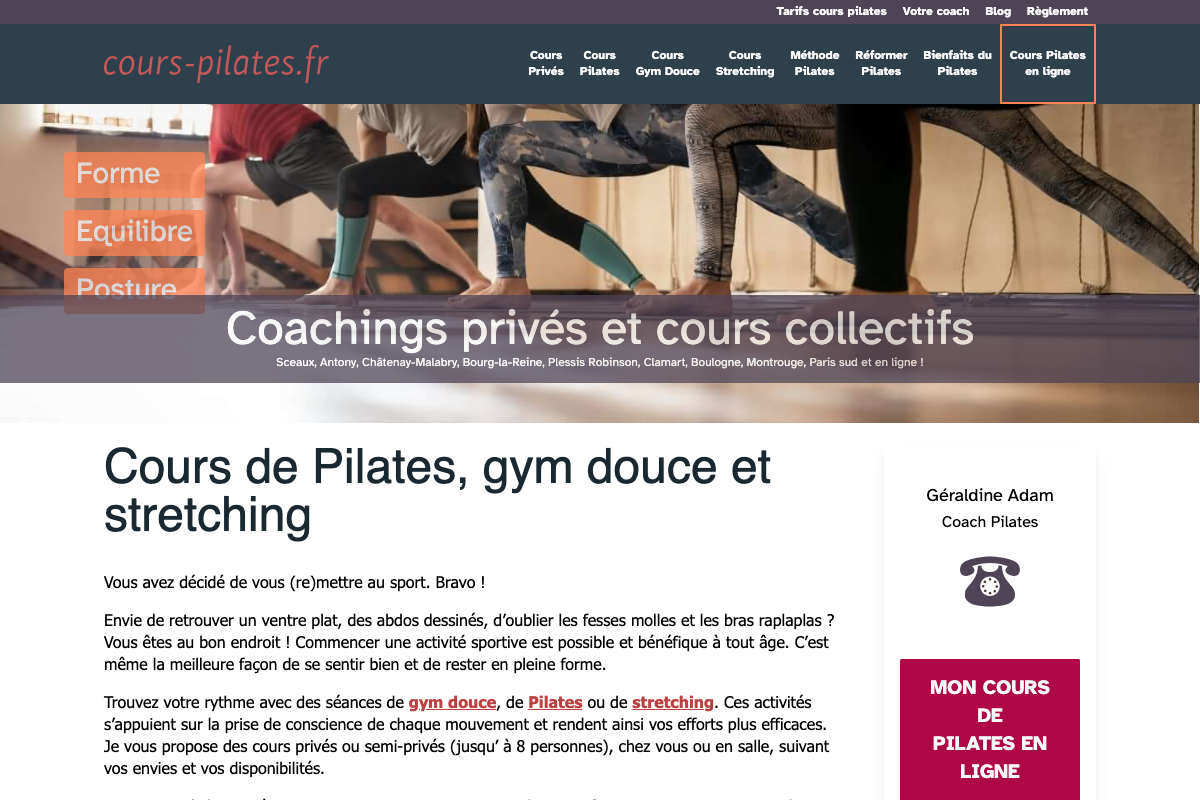 Tarifs cours pilates Votre coach Blog Règlement
cours-pilates.fr
Cours Privés
Cours Pilates
Cours Gym Douce
Cours Stretching
Méthode Pilates
Réformer Pilates
Bienfaits du Pilates
Cours Pilates en ligne
Forme
Equilibre
Posture
Coachings privés et cours collectifs
Sceaux, Antony, Châtenay-Malabry, Bourg-la-Reine, Plessis Robinson, Clamart, Boulogne, Montrouge, Paris sud et en ligne !
Cours de Pilates, gym douce et
stretching
Vous avez décidé de vous (re)mettre au sport. Bravo !
Envie de retrouver un ventre plat, des abdos dessinés, d’oublier les fesses molles et les bras raplaplas ?
Vous êtes au bon endroit ! Commencer une activité sportive est possible et bénéfique à tout âge. C’est
même la meilleure façon de se sentir bien et de rester en pleine forme.
Trouvez votre rythme avec des séances de gym douce, de Pilates ou de stretching. Ces activités
s’appuient sur la prise de conscience de chaque mouvement et rendent ainsi vos efforts plus efficaces.
Je vous propose des cours privés ou semi-privés (jusqu’ à 8 personnes), chez vous ou en salle, suivant
vos envies et vos disponibilités.
Géraldine Adam
Coach Pilates
MON COURS
DE
PILATES EN
LIGNE